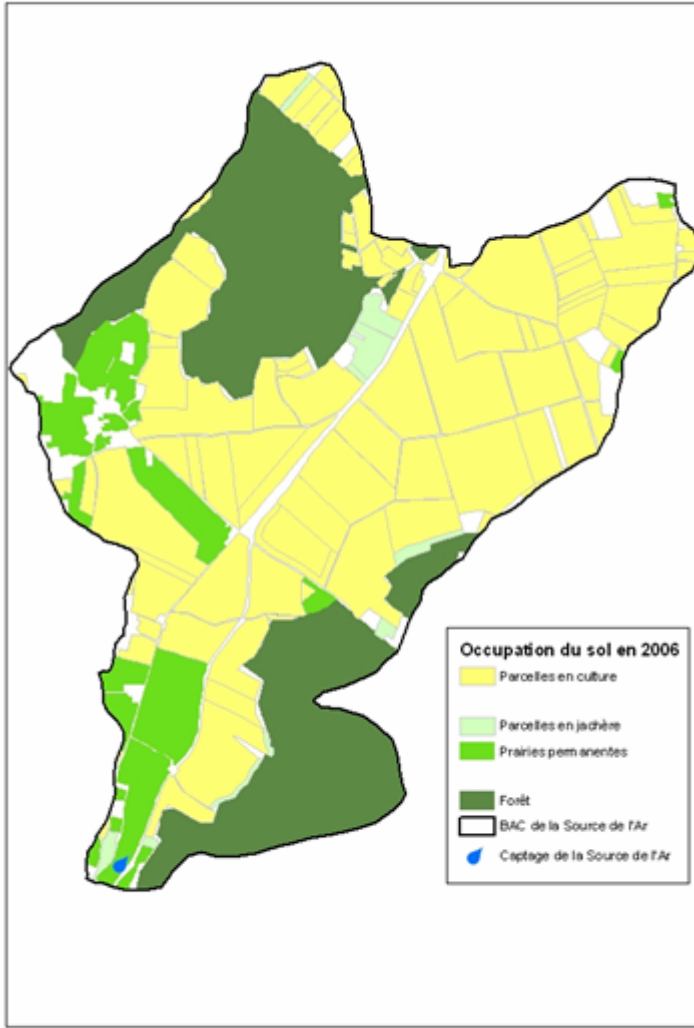 Occupation du sol en 2006
Parcelles en culture
Parcelles en jachère
Prairies permanentes
Forêt
BAC de la Source de l'Ar
Captage de la Source de l'Ar